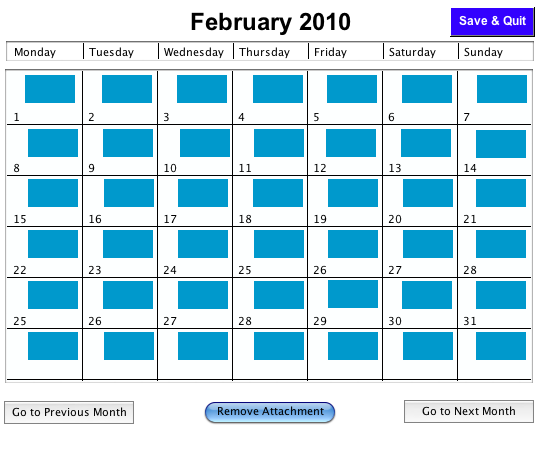 February 2010
Save & Quit
Monday Tuesday Wednesday Thursday Friday Saturday Sunday
1 2 3 4 5 6 7
8 9 10 11 12 13 14
15 16 17 18 19 20 21
22 23 24 25 26 27 28
25 26 27 28 29 30 31
Go to Previous Month Remove Attachment Go to Next Month